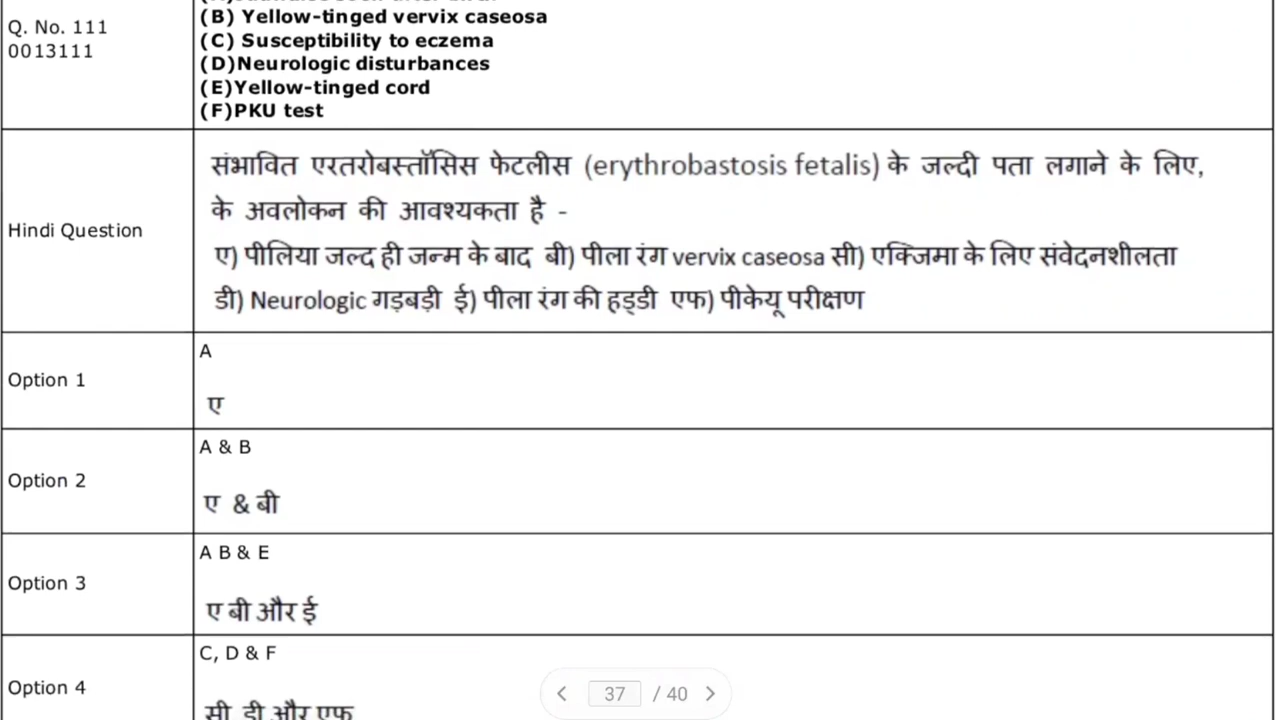 Q. No. 111
0013111
(B) Yellow-tinged vervix caseosa
(C) Susceptibility to eczema
(D)Neurologic disturbances
(E)Yellow-tinged cord
(F)PKU test
Hindi Question
संभावित एरतरोबस्तॉसिस फेटलीस (erythrobastosis fetalis) के जल्दी पता लगाने के लिए,
के अवलोकन की आवश्यकता है -
ए) पीलिया जल्द ही जन्म के बाद बी) पीला रंग vervix caseosa सी) एक्जिमा के लिए संवेदनशीलता
डी) Neurologic गड़बड़ी ई) पीला रंग की हड्डी एफ) पीकेयू परीक्षण
Option 1
A
ए
Option 2
A & B
ए & बी
Option 3
A B & E
ए बी और ई
Option 4
C, D & F
सी डी और एफ
37 / 40